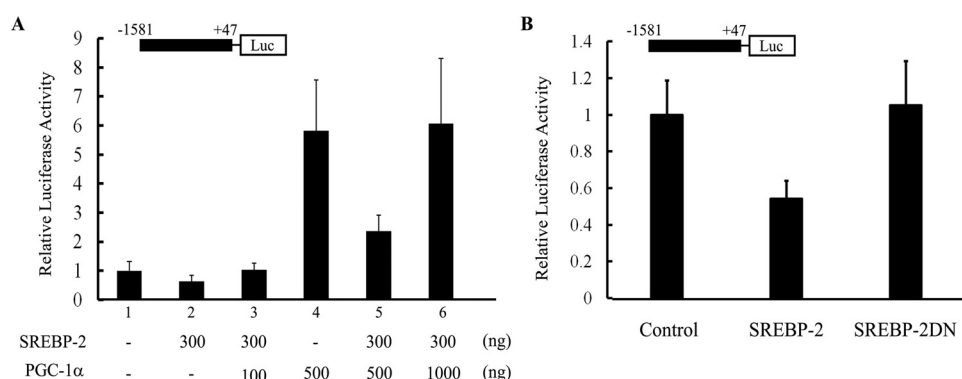 A
-1581 +47
Luc
Relative Luciferase Activity
9
8
7
6
5
4
3
2
1
0
1 2 3 4 5 6
SREBP-2 - 300 300 - 300 300 (ng)
PGC-1α - - 100 500 500 1000 (ng)
B
-1581 +47
Luc
Relative Luciferase Activity
1.4
1.2
1
0.8
0.6
0.4
0.2
0
Control SREBP-2 SREBP-2DN